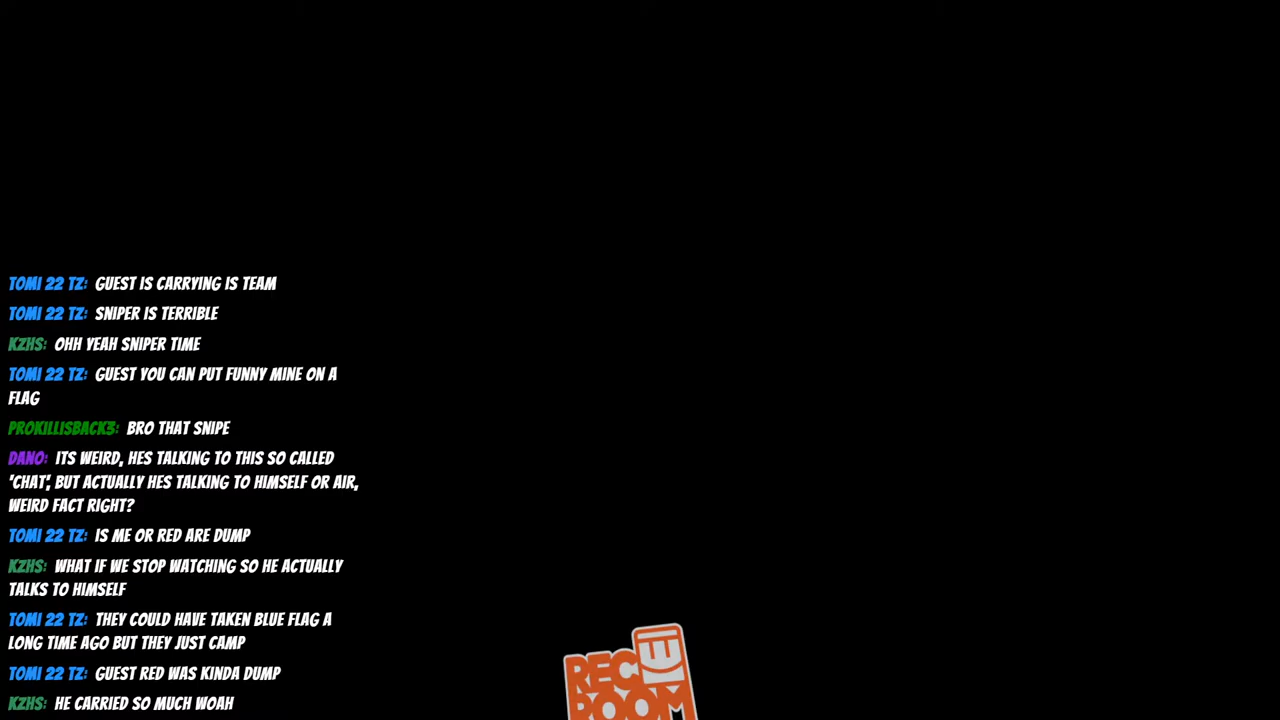 TOMI 22 TZ: GUEST IS CARRYING IS TEAM
TOMI 22 TZ: SNIPER IS TERRIBLE
KZHS: OHH YEAH SNIPER TIME
TOMI 22 TZ: GUEST YOU CAN PUT FUNNY MINE ON A
FLAG
PROKILLISBACK3: BRO THAT SNIPE
DANO: ITS WEIRD, HES TALKING TO THIS SO CALLED
'CHAT', BUT ACTUALLY HES TALKING TO HIMSELF OR AIR,
WEIRD FACT RIGHT?
TOMI 22 TZ: IS ME OR RED ARE DUMP
KZHS: WHAT IF WE STOP WATCHING SO HE ACTUALLY
TALKS TO HIMSELF
TOMI 22 TZ: THEY COULD HAVE TAKEN BLUE FLAG A
LONG TIME AGO BUT THEY JUST CAMP
TOMI 22 TZ: GUEST RED WAS KINDA DUMP
KZHS: HE CARRIED SO MUCH WOAH
REC
ROOM